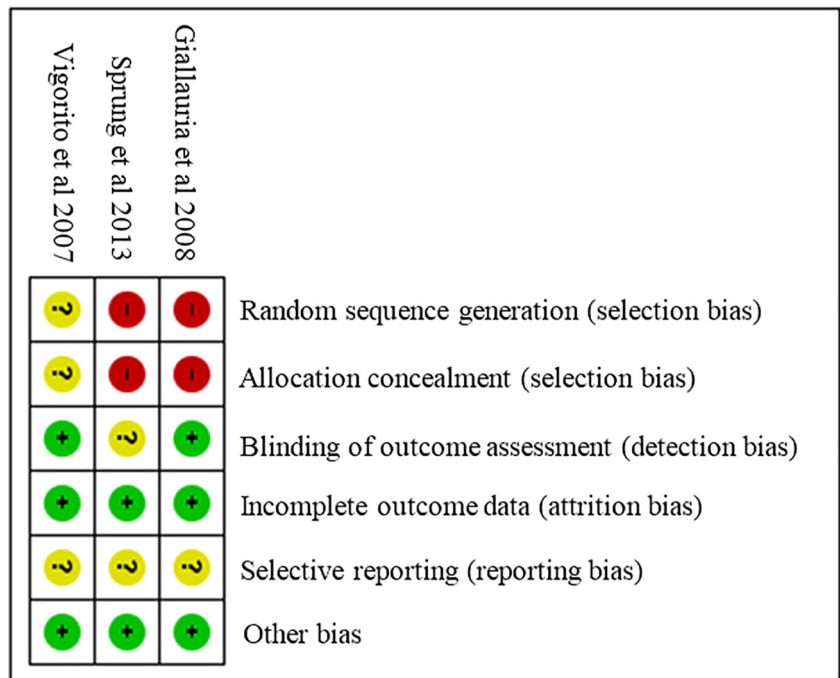 Vigorito et al 2007
Sprung et al 2013
Giallauria et al 2008
? - - Random sequence generation (selection bias)
? - - Allocation concealment (selection bias)
+ ? + Blinding of outcome assessment (detection bias)
+ + + Incomplete outcome data (attrition bias)
? ? ? Selective reporting (reporting bias)
+ + + Other bias